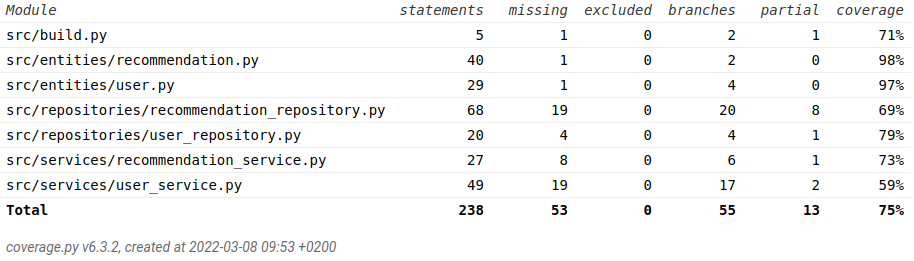 Module statements missing excluded branches partial coverage
src/build.py 5 1 0 2 1 71%
src/entities/recommendation.py 40 1 0 2 0 98%
src/entities/user.py 29 1 0 4 0 97%
src/repositories/recommendation_repository.py 68 19 0 20 8 69%
src/repositories/user_repository.py 20 4 0 4 1 79%
src/services/recommendation_service.py 27 8 0 6 1 73%
src/services/user_service.py 49 19 0 17 2 59%
Total 238 53 0 55 13 75%
coverage.py v6.3.2, created at 2022-03-08 09:53 +0200